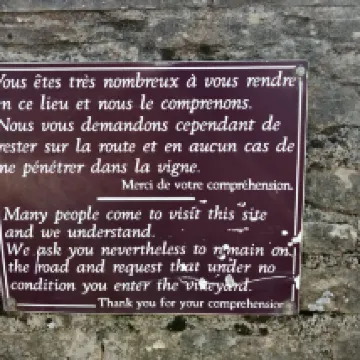 Vous êtes très nombreux à vous rendre
en ce lieu et nous le comprenons.
Nous vous demandons cependant de
rester sur la route et en aucun cas de
ne pénétrer dans la vigne.
Merci de votre compréhension.
Many people come to visit this site
and we understand.
We ask you nevertheless to remain on
the road and request that under no
condition you enter the vineyard.
Thank you for your comprehension